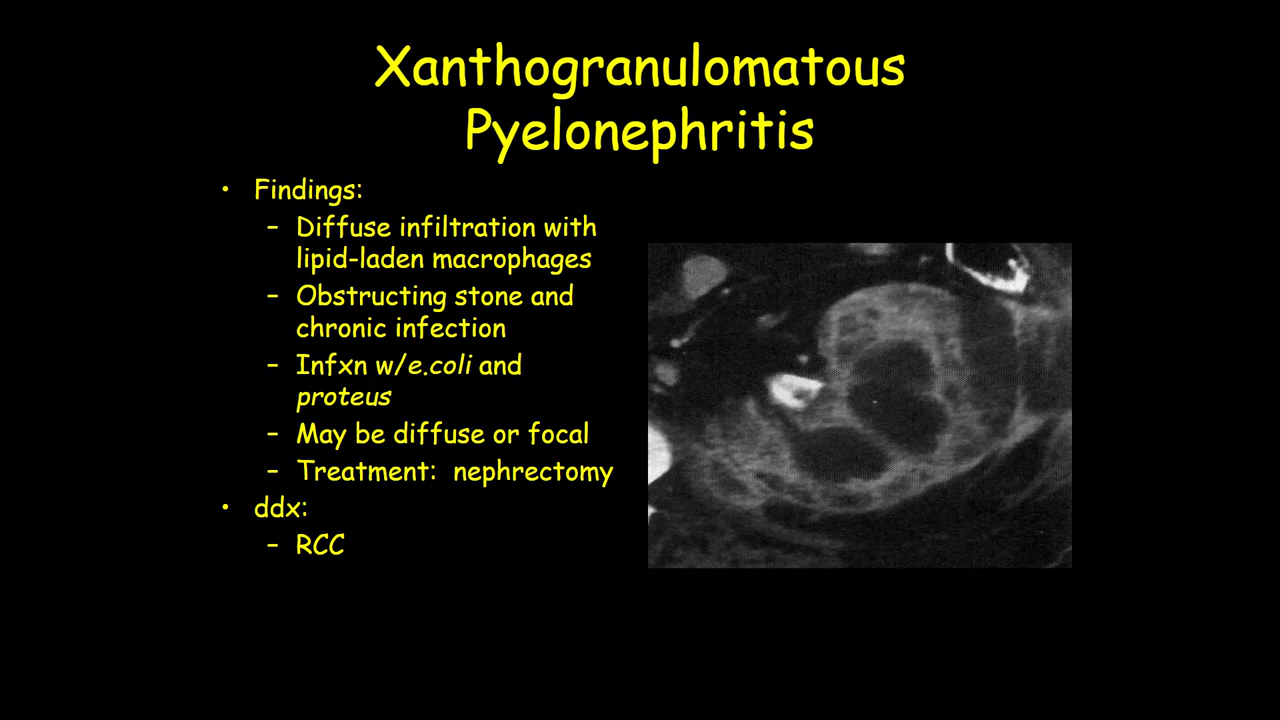 Xanthogranulomatous
Pyelonephritis
• Findings:
– Diffuse infiltration with
lipid-laden macrophages
– Obstructing stone and
chronic infection
– Infxn w/e.coli and
proteus
– May be diffuse or focal
– Treatment: nephrectomy
• ddx:
– RCC